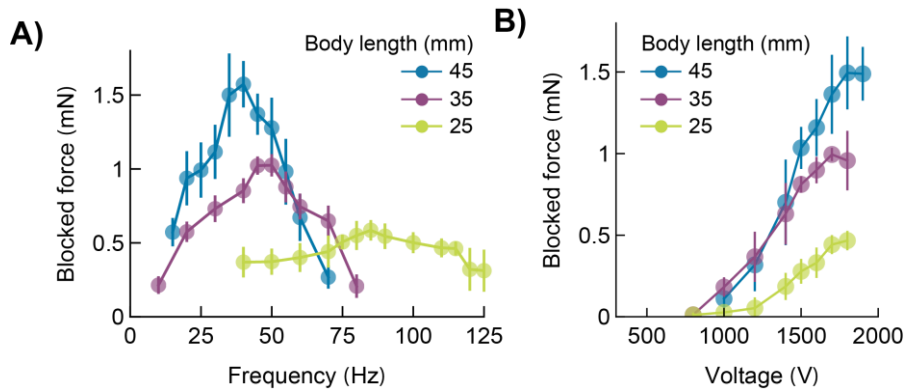 A)
Body length (mm)
45
35
25
Blocked force (mN)
1.5
1
0.5
0
0 25 50 75 100 125
Frequency (Hz)
B)
Body length (mm)
45
35
25
Blocked force (mN)
1.5
1
0.5
0
500 1000 1500 2000
Voltage (V)